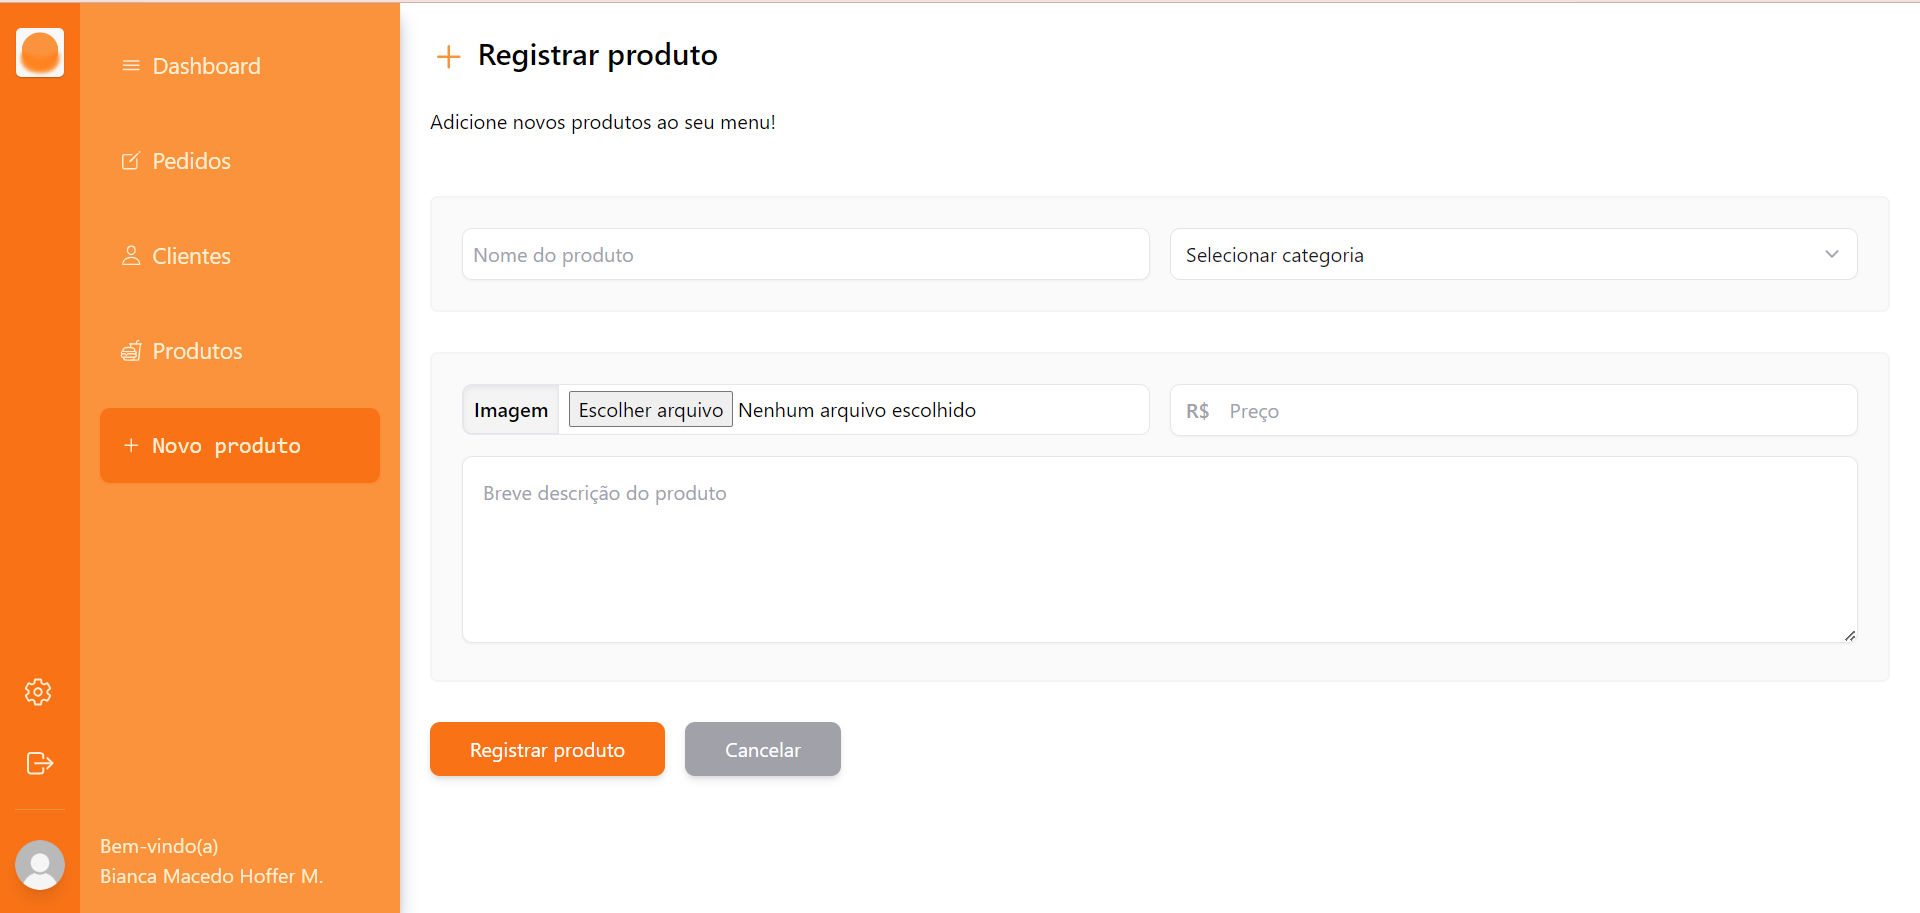 Dashboard
Pedidos
Clientes
Produtos
Novo produto
Bem-vindo(a)
Bianca Macedo Hoffer M.
Registrar produto
Adicione novos produtos ao seu menu!
Nome do produto
Selecionar categoria
Imagem Escolher arquivo Nenhum arquivo escolhido
R$ Preço
Breve descrição do produto
Registrar produto
Cancelar